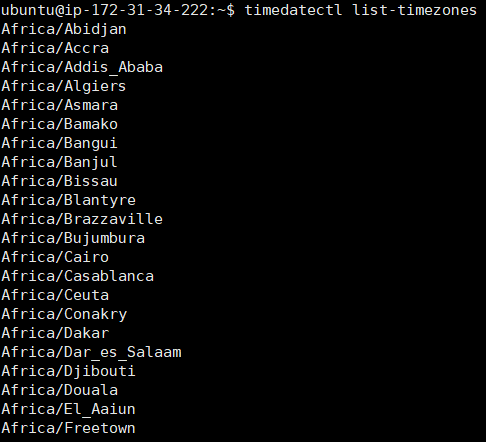 ubuntu@ip-172-31-34-222:~$ timedatectl list-timezones
Africa/Abidjan
Africa/Accra
Africa/Addis_Ababa
Africa/Algiers
Africa/Asmara
Africa/Bamako
Africa/Bangui
Africa/Banjul
Africa/Bissau
Africa/Blantyre
Africa/Brazzaville
Africa/Bujumbura
Africa/Cairo
Africa/Casablanca
Africa/Ceuta
Africa/Conakry
Africa/Dakar
Africa/Dar_es_Salaam
Africa/Djibouti
Africa/Douala
Africa/El_Aaiun
Africa/Freetown